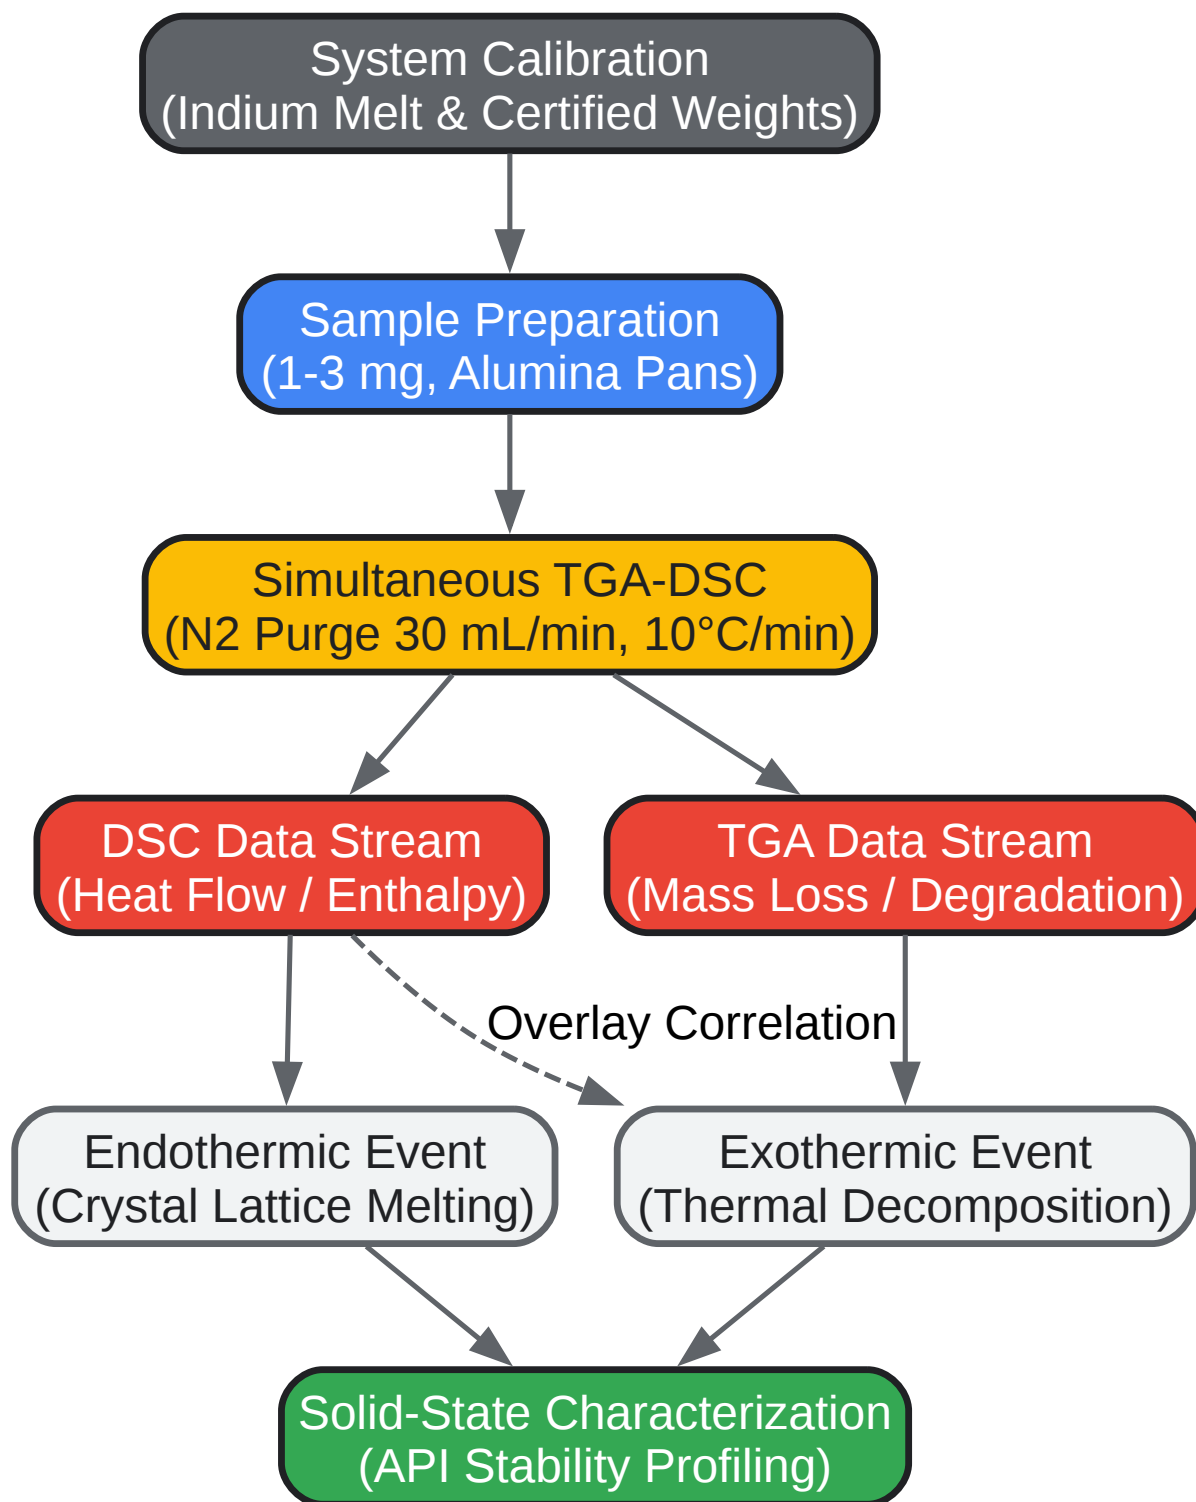 System Calibration
(Indium Melt & Certified Weights)
Sample Preparation
(1-3 mg, Alumina Pans)
Simultaneous TGA-DSC
(N2 Purge 30 mL/min, 10°C/min)
DSC Data Stream
(Heat Flow / Enthalpy)
TGA Data Stream
(Mass Loss / Degradation)
Overlay Correlation
Endothermic Event
(Crystal Lattice Melting)
Exothermic Event
(Thermal Decomposition)
Solid-State Characterization
(API Stability Profiling)